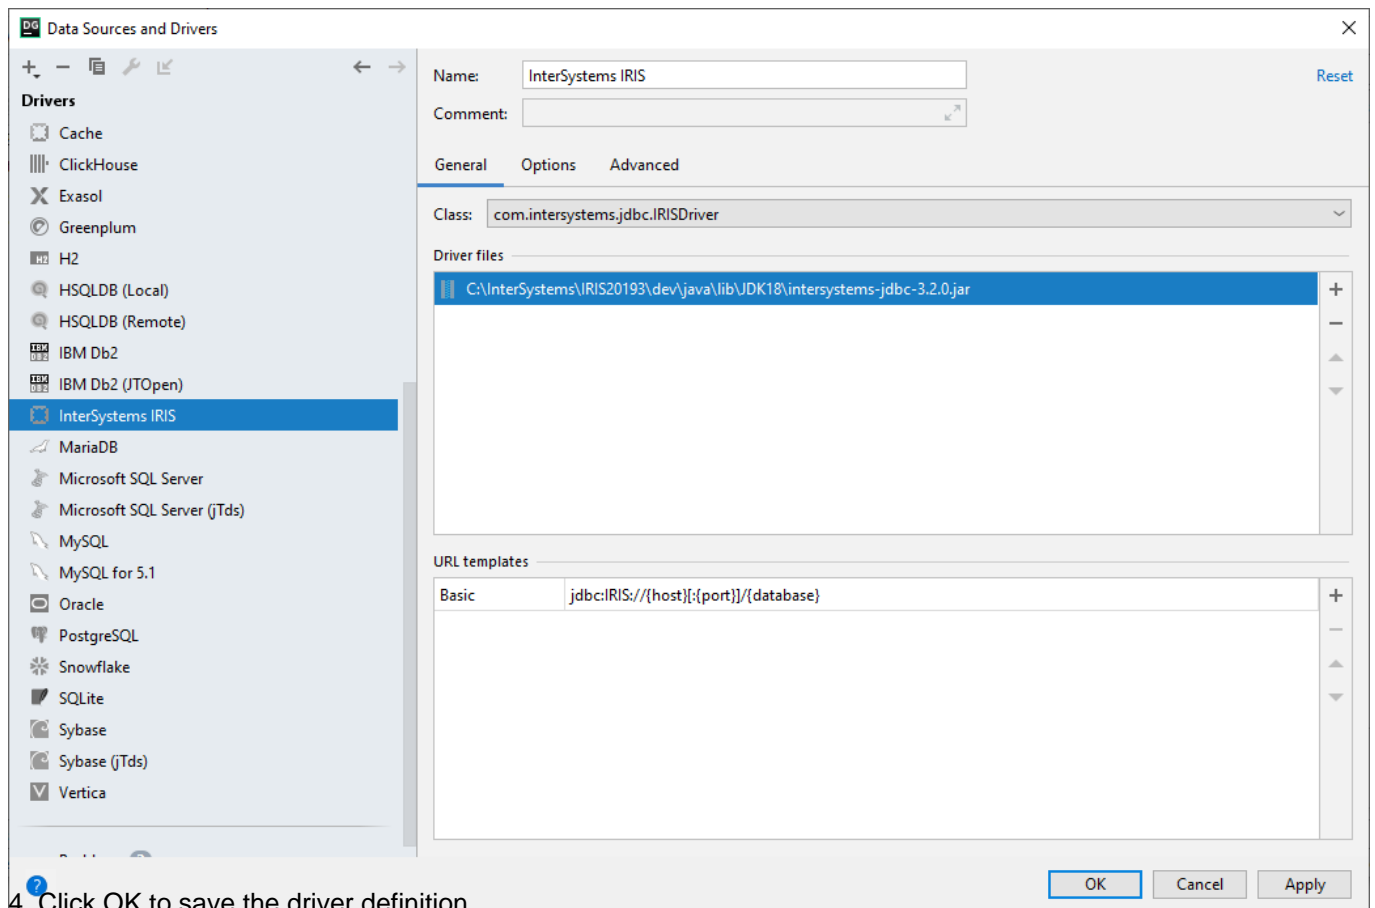 DG Data Sources and Drivers
Drivers
Cache
ClickHouse
Exasol
Greenplum
H2 H2
HSQLDB (Local)
HSQLDB (Remote)
IBM Db2
IBM Db2 (JTOpen)
InterSystems IRIS
MariaDB
Microsoft SQL Server
Microsoft SQL Server (jTds)
MySQL
MySQL for 5.1
Oracle
PostgreSQL
Snowflake
SQLite
Sybase
Sybase (jTds)
Vertica
Name: InterSystems IRIS Reset
Comment:
General Options Advanced
Class: com.intersystems.jdbc.IRISDriver
Driver files
C:\InterSystems\IRIS20193\dev\java\lib\JDK18\intersystems-jdbc-3.2.0.jar
URL templates
Basic jdbc:IRIS://{host}[:{port}]/{database}
OK Cancel Apply
4. Click OK to save the driver definition